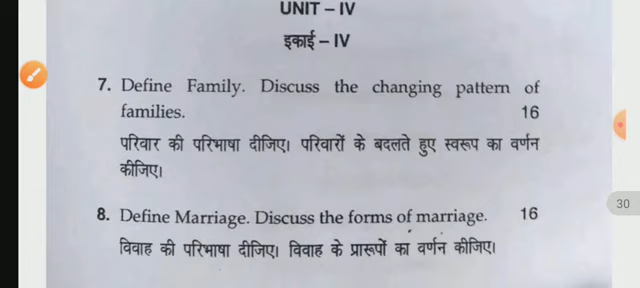 UNIT – IV
इकाई – IV
7. Define Family. Discuss the changing pattern of
families. 16
परिवार की परिभाषा दीजिए। परिवारों के बदलते हुए स्वरूप का वर्णन
कीजिए।
30
8. Define Marriage. Discuss the forms of marriage. 16
विवाह की परिभाषा दीजिए। विवाह के प्रारूपों का वर्णन कीजिए।